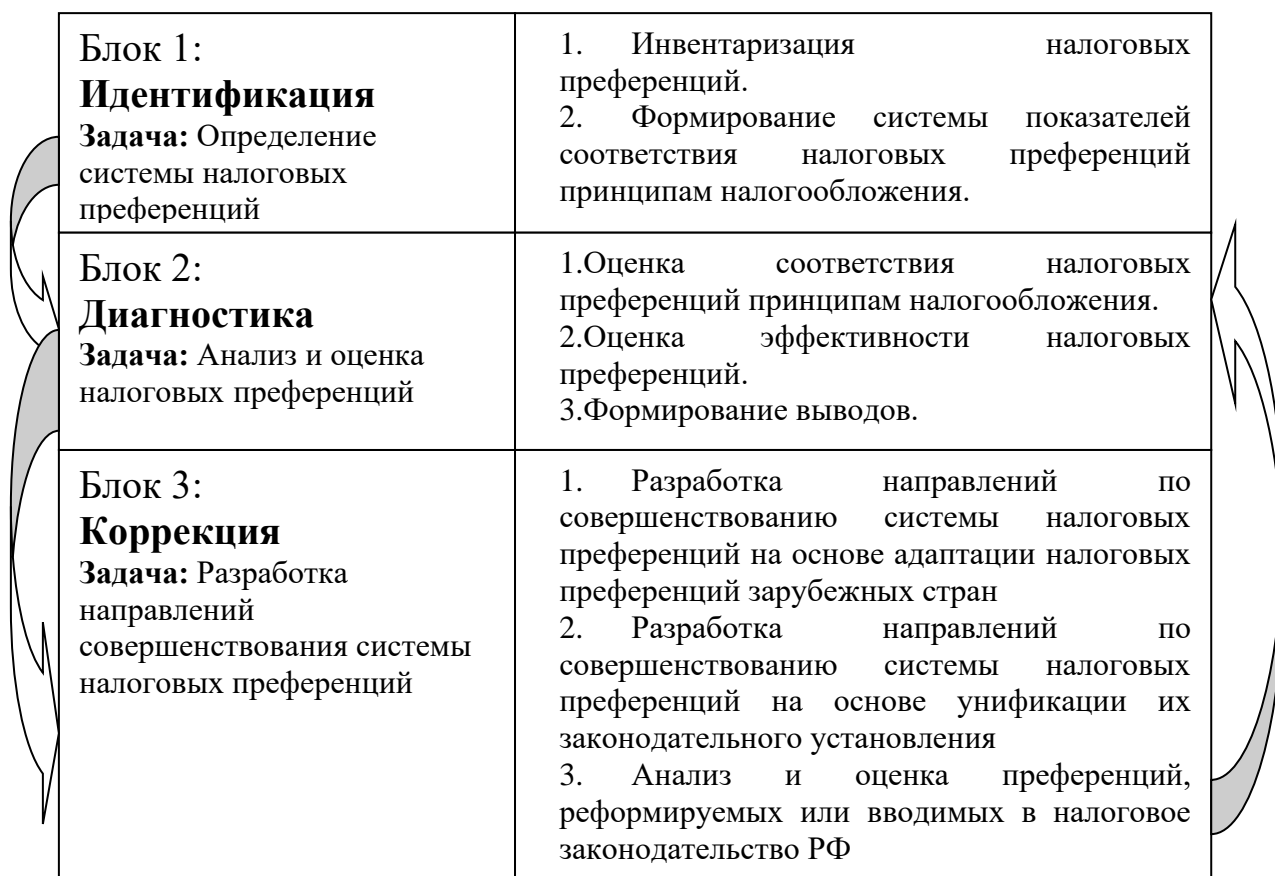 Блок 1:
Идентификация
Задача: Определение
системы налоговых
преференций
1. Инвентаризация налоговых
преференций.
2. Формирование системы показателей
соответствия налоговых преференций
принципам налогообложения.
Блок 2:
Диагностика
Задача: Анализ и оценка
налоговых преференций
1.Оценка соответствия налоговых
преференций принципам налогообложения.
2.Оценка эффективности налоговых
преференций.
3.Формирование выводов.
Блок 3:
Коррекция
Задача: Разработка
направлений
совершенствования системы
налоговых преференций
1. Разработка направлений по
совершенствованию системы налоговых
преференций на основе адаптации налоговых
преференций зарубежных стран
2. Разработка направлений по
совершенствованию системы налоговых
преференций на основе унификации их
законодательного установления
3. Анализ и оценка преференций,
реформируемых или вводимых в налоговое
законодательство РФ